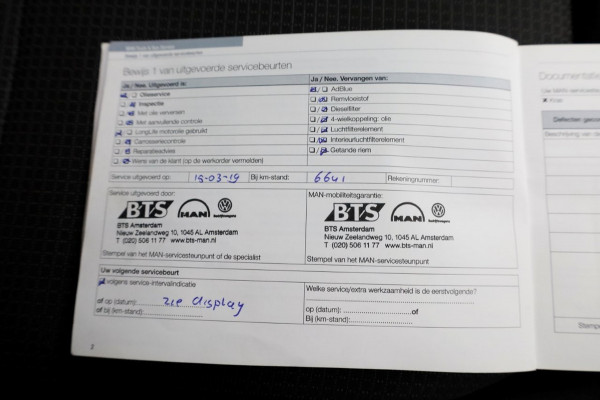 Bewijs 1 van uitgevoerde servicebeurten
Ja / Nee. Uitgevoerd is:
Olieservice
Inspectie
Met olie verversen
Met aanvullende controle
LongLife-motorolie gebruikt
Carrosseriecontrole
Reparatieadvies
Wens van de klant (op de werkorder vermelden)
Ja / Nee. Vervangen van:
AdBlue
Remvloeistof
Dieselfilter
4-wielkoppeling: olie
Luchtfilterelement
Interieurluchtfilterelement
Getande riem
Service uitgevoerd op: 19-03-19 Bij km-stand: 6641 Rekeningnummer:
Service uitgevoerd door:
BTS MAN
bedrijfswagens
BTS Amsterdam
Nieuw Zeelandweg 10, 1045 AL Amsterdam
T (020) 506 11 77 www.bts-man.nl
Stempel van het MAN-servicesteunpunt of de specialist
MAN-mobiliteitsgarantie:
BTS MAN
bedrijfswagens
BTS Amsterdam
Nieuw Zeelandweg 10, 1045 AL Amsterdam
T (020) 506 11 77 www.bts-man.nl
Stempel van het MAN-servicesteunpunt
Uw volgende servicebeurt
volgens service-intervalindicatie
of op (datum): zie display
of bij (km-stand):
Welke service/extra werkzaamheid is de eerstvolgende?
op (datum): of
Bij (km-stand):
2
Documentatie
Defecten